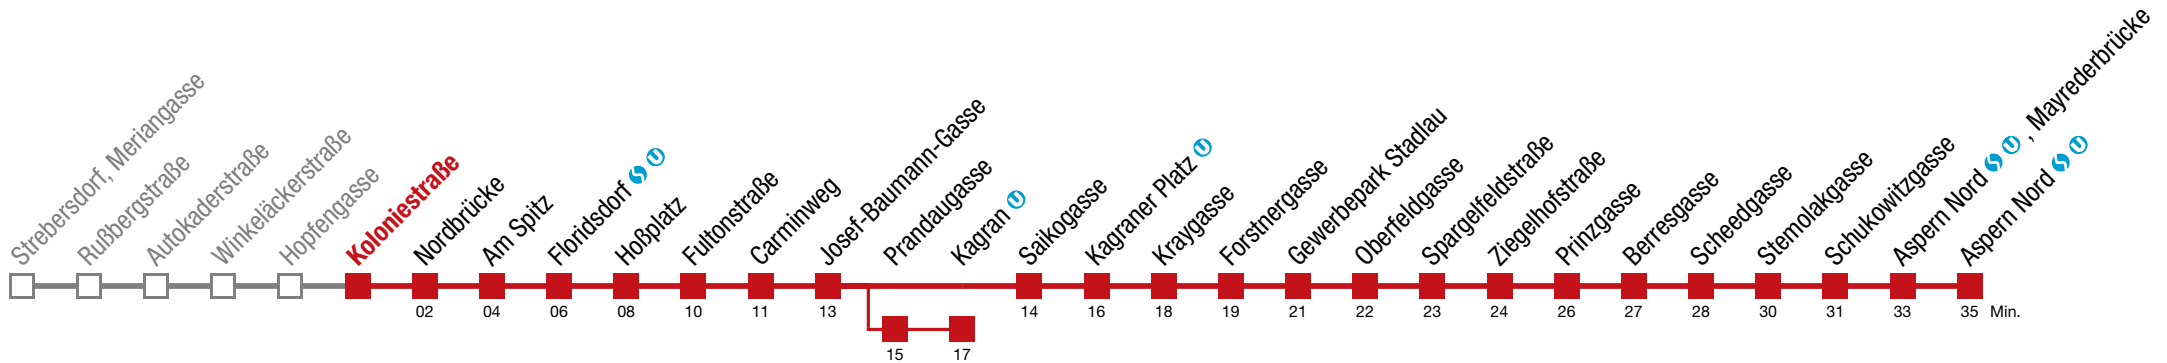 Strebersdorf, Meriangasse
Rußbergstraße
Autokaderstraße
Winkeläckerstraße
Hopfengasse
Koloniestraße
Nordbrücke
Am Spitz
Floridsdorf S U
Hoßplatz
Fultonstraße
Carminweg
Josef-Baumann-Gasse
Prandaugasse
Kagran U
Saikogasse
Kagraner Platz U
Kraygasse
Forstnergasse
Gewerbepark Stadlau
Oberfeldgasse
Spargelfeldstraße
Ziegelhofstraße
Prinzgasse
Berresgasse
Scheedgasse
Stemolakgasse
Schukowitzgasse
Aspern Nord S U , Mayrederbrücke
Aspern Nord S U
02 04 06 08 10 11 13 14 16 18 19 21 22 23 24 26 27 28 30 31 33 35 Min.
15 17